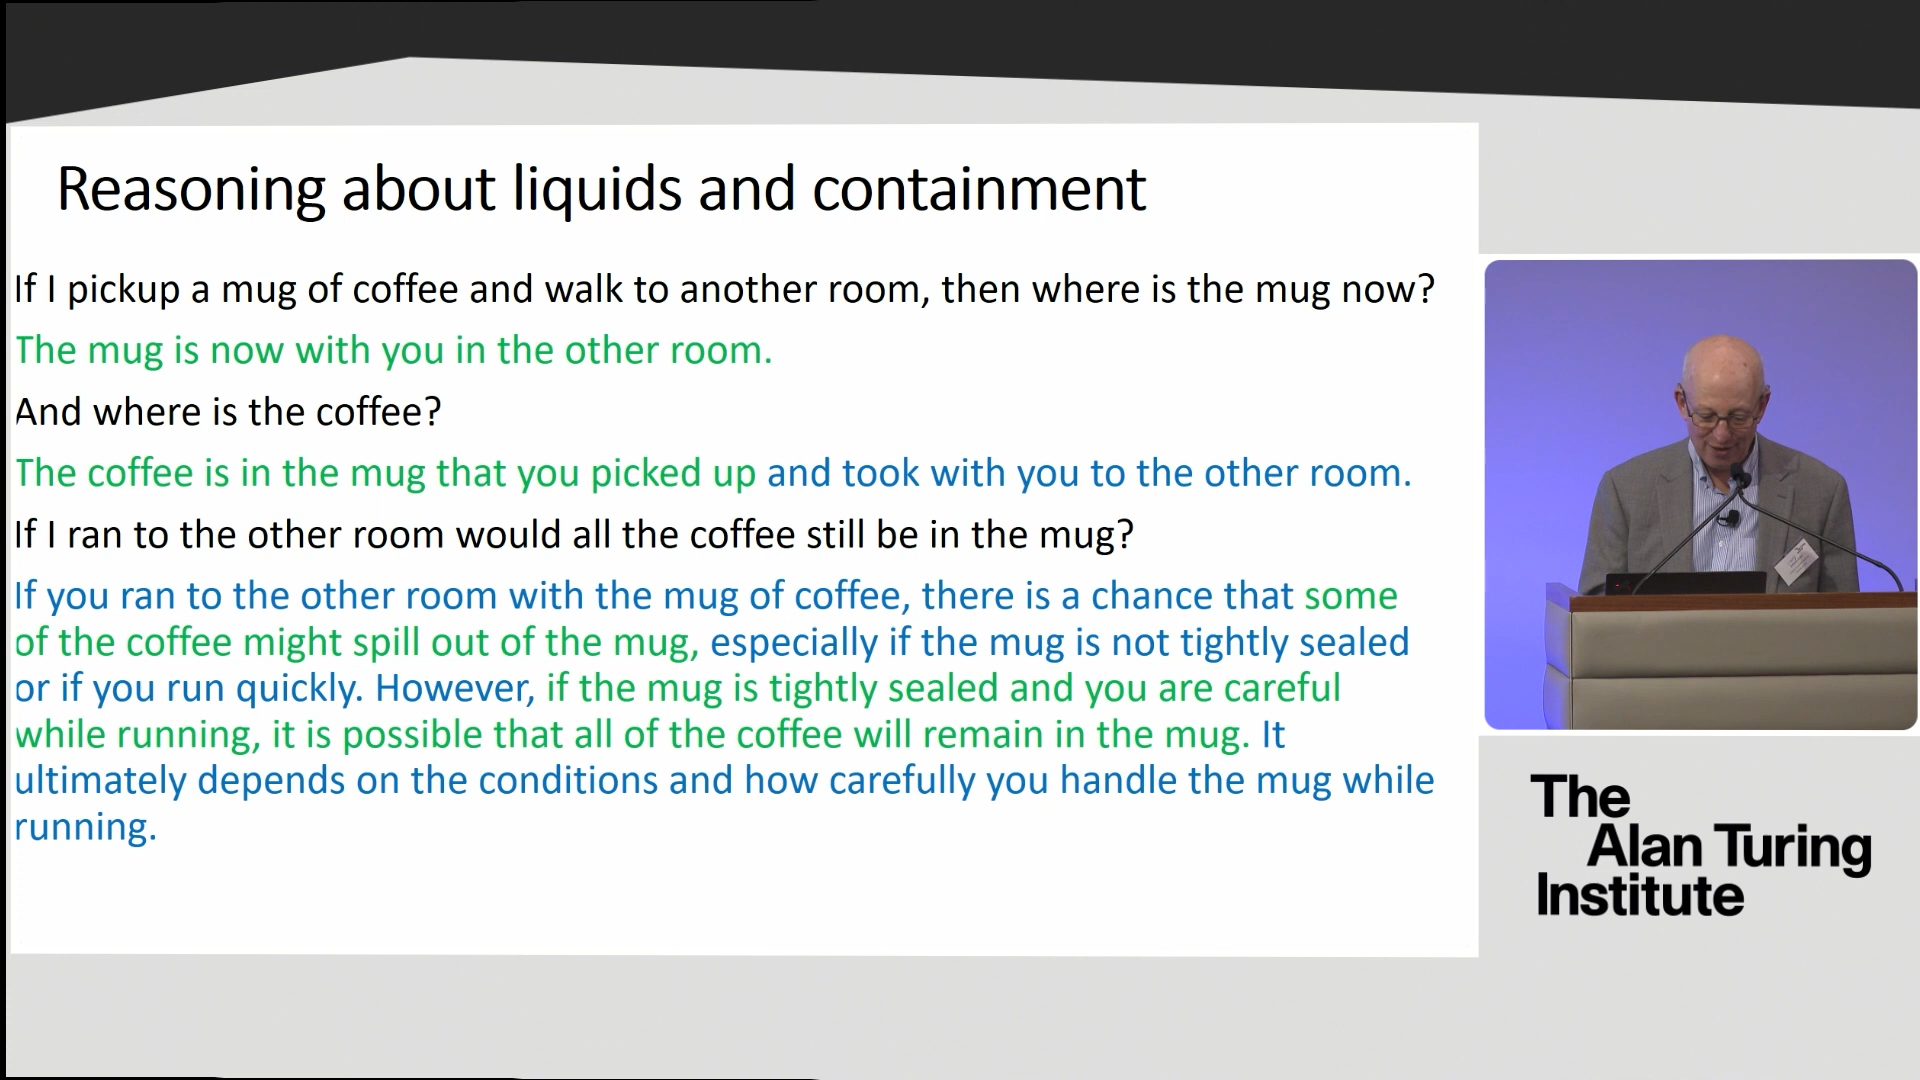 Reasoning about liquids and containment
If I pickup a mug of coffee and walk to another room, then where is the mug now?
The mug is now with you in the other room.
And where is the coffee?
The coffee is in the mug that you picked up and took with you to the other room.
If I ran to the other room would all the coffee still be in the mug?
If you ran to the other room with the mug of coffee, there is a chance that some
of the coffee might spill out of the mug, especially if the mug is not tightly sealed
or if you run quickly. However, if the mug is tightly sealed and you are careful
while running, it is possible that all of the coffee will remain in the mug. It
ultimately depends on the conditions and how carefully you handle the mug while
running.
The
Alan Turing
Institute